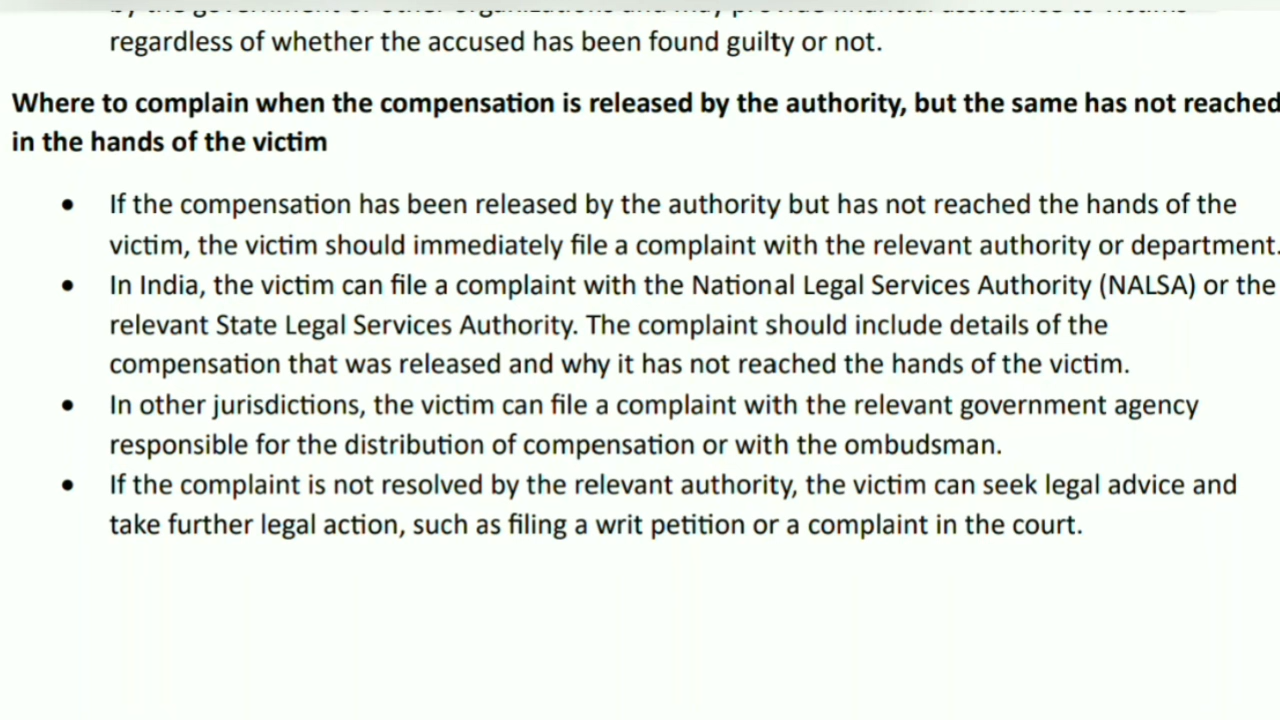 regardless of whether the accused has been found guilty or not.
Where to complain when the compensation is released by the authority, but the same has not reached
in the hands of the victim
• If the compensation has been released by the authority but has not reached the hands of the
victim, the victim should immediately file a complaint with the relevant authority or department.
• In India, the victim can file a complaint with the National Legal Services Authority (NALSA) or the
relevant State Legal Services Authority. The complaint should include details of the
compensation that was released and why it has not reached the hands of the victim.
• In other jurisdictions, the victim can file a complaint with the relevant government agency
responsible for the distribution of compensation or with the ombudsman.
• If the complaint is not resolved by the relevant authority, the victim can seek legal advice and
take further legal action, such as filing a writ petition or a complaint in the court.